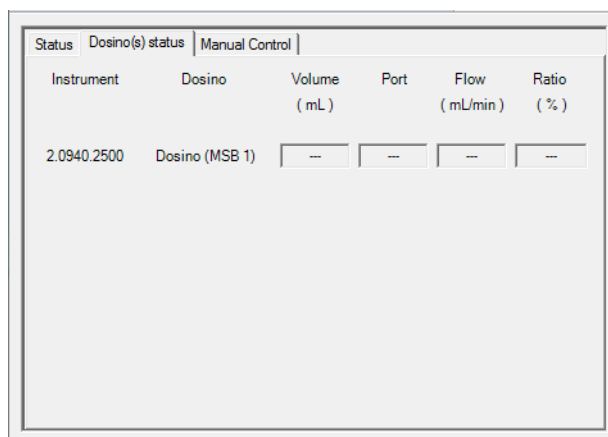 Status Dosino(s) status Manual Control
Instrument Dosino Volume Port Flow Ratio
( mL ) ( mL/min ) ( % )
2.0940.2500 Dosino (MSB 1) --- --- --- ---